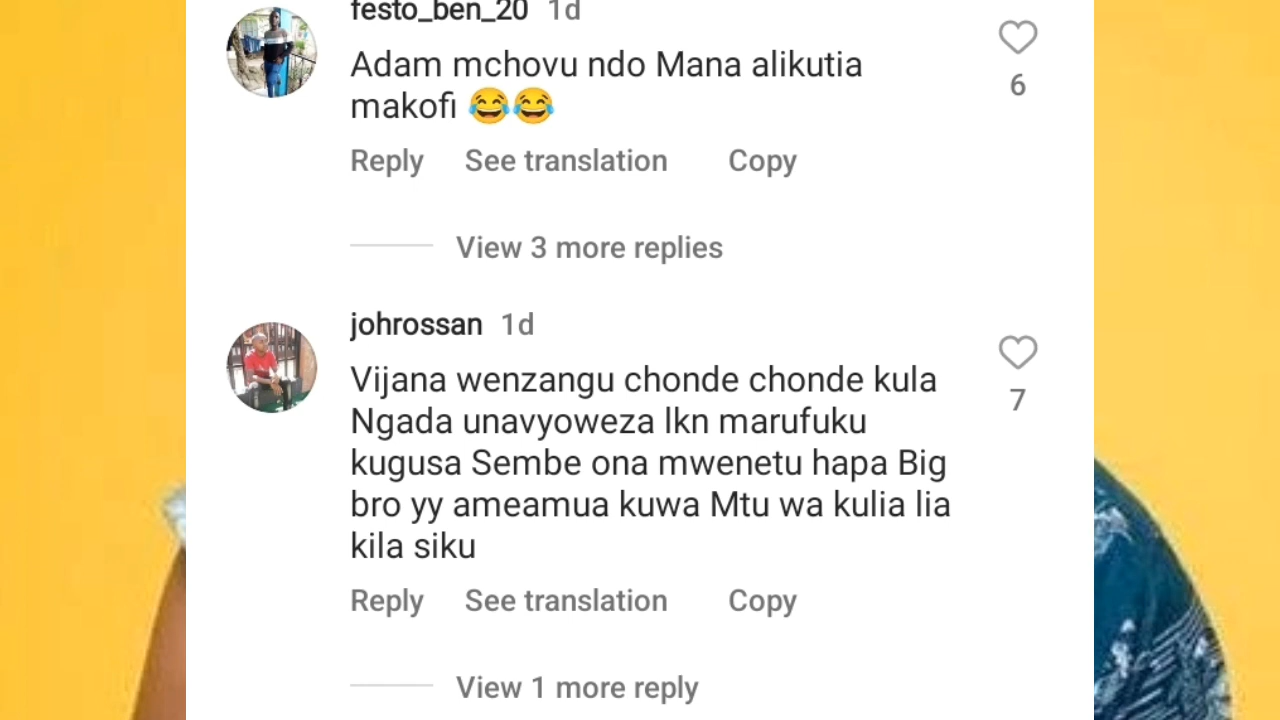 festo_ben_20 1d
Adam mchovu ndo Mana alikutia
makofi 😂😂
6
Reply See translation Copy
View 3 more replies
johrossan 1d
Vijana wenzangu chonde chonde kula
Ngada unavyoweza lkn marufuku
kugusa Sembe ona mwenetu hapa Big
bro yy ameamua kuwa Mtu wa kulia lia
kila siku
7
Reply See translation Copy
View 1 more reply